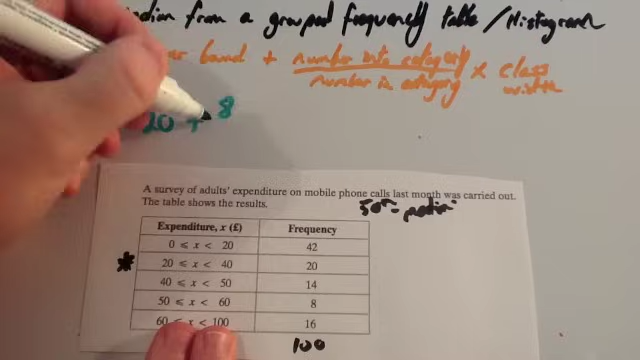 from a grouped frequency table / Histogram
band + number into category / number in category × class width
20 + 8
A survey of adults' expenditure on mobile phone calls last month was carried out.
The table shows the results.
50th = median
Expenditure, x (£) Frequency
0 ⩽ x < 20 42
* 20 ⩽ x < 40 20
40 ⩽ x < 50 14
50 ⩽ x < 60 8
60 ⩽ x < 100 16
100